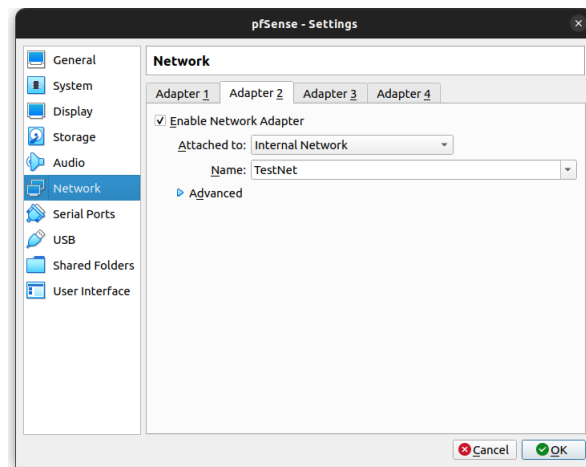 pfSense - Settings
General
System
Display
Storage
Audio
Network
Serial Ports
USB
Shared Folders
User Interface
Network
Adapter 1 Adapter 2 Adapter 3 Adapter 4
Enable Network Adapter
Attached to: Internal Network
Name: TestNet
Advanced
Cancel OK